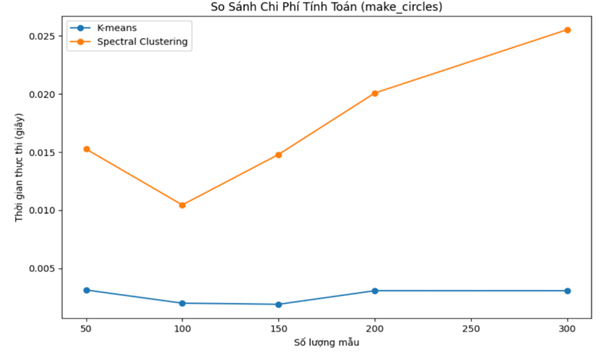 So Sánh Chi Phí Tính Toán (make_circles)
K-means
Spectral Clustering
Thời gian thực thi (giây)
0.025
0.020
0.015
0.010
0.005
50
100
150
200
250
300
Số lượng mẫu